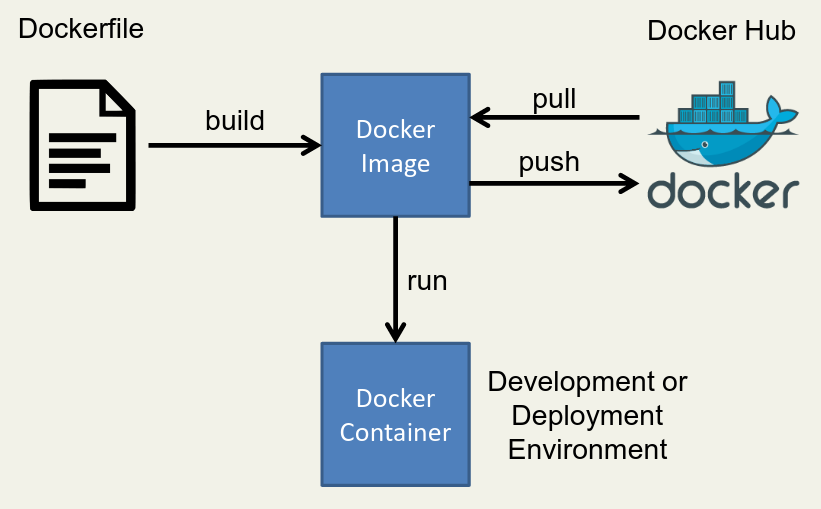 Dockerfile
Docker Hub
build
Docker
Image
pull
push
docker
run
Docker
Container
Development or
Deployment
Environment